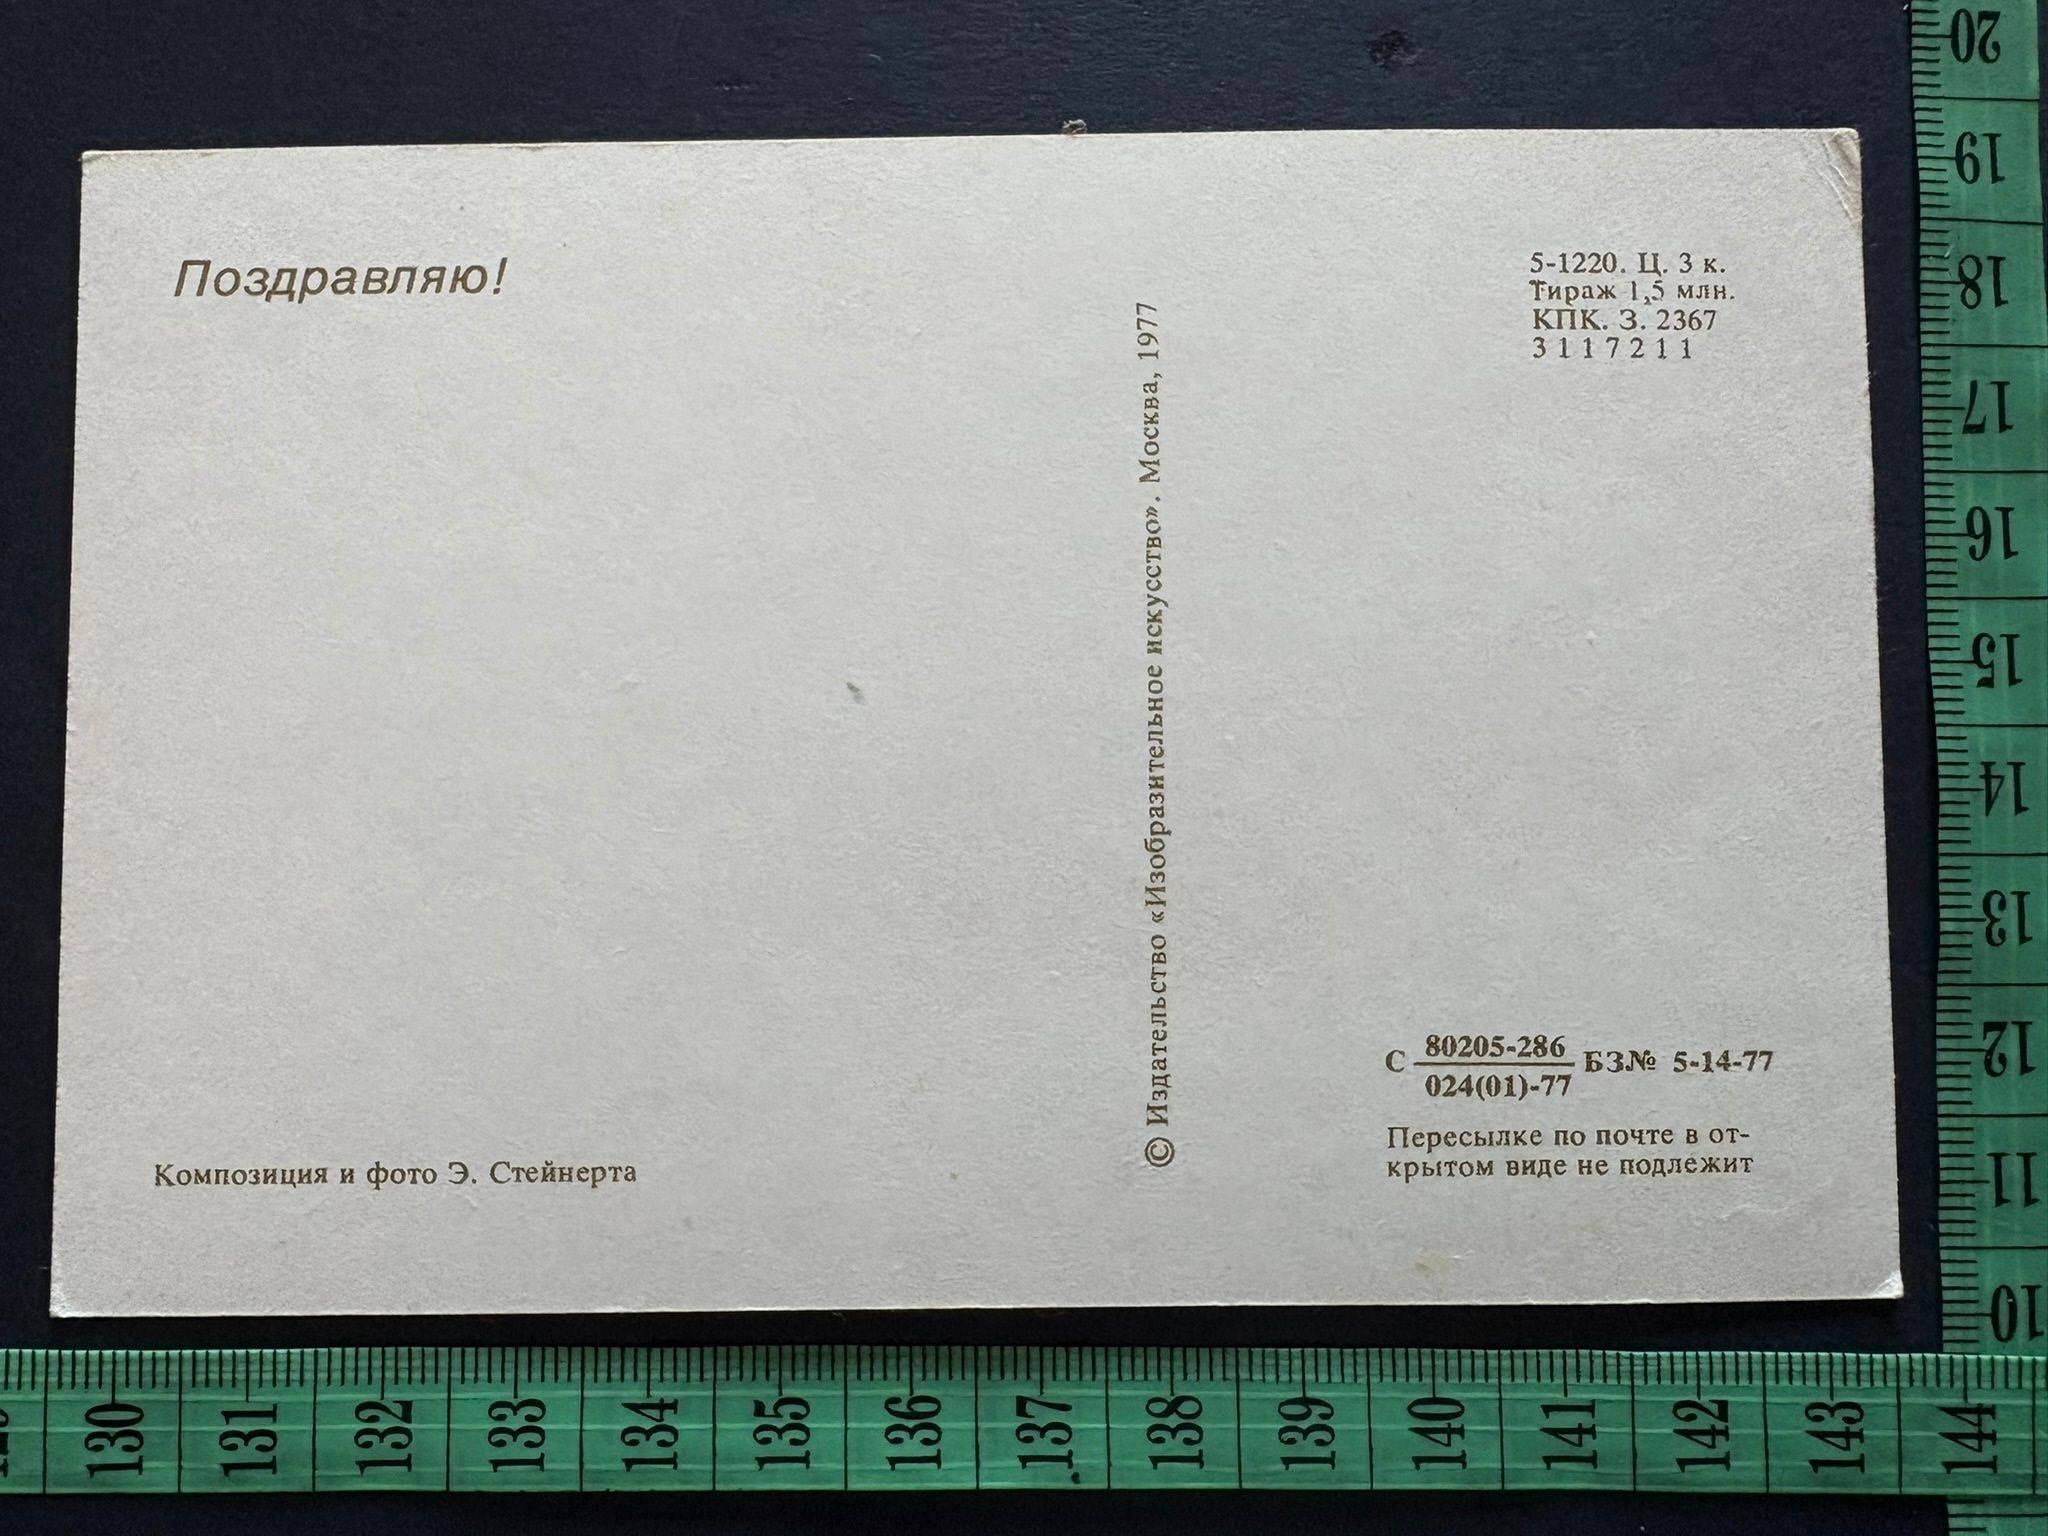 Поздравляю!
5-1220. Ц. 3 к.
Тираж 1,5 млн.
КПК. З. 2367
3117211
© Издательство «Изобразительное искусство». Москва, 1977
С 80205-286 БЗ№ 5-14-77
024(01)-77
Пересылке по почте в от-
крытом виде не подлежит
Композиция и фото Э. Стейнерта
20
19
18
17
16
15
14
13
12
11
10
130 131 132 133 134 135 136 137 138 139 140 141 142 143 144